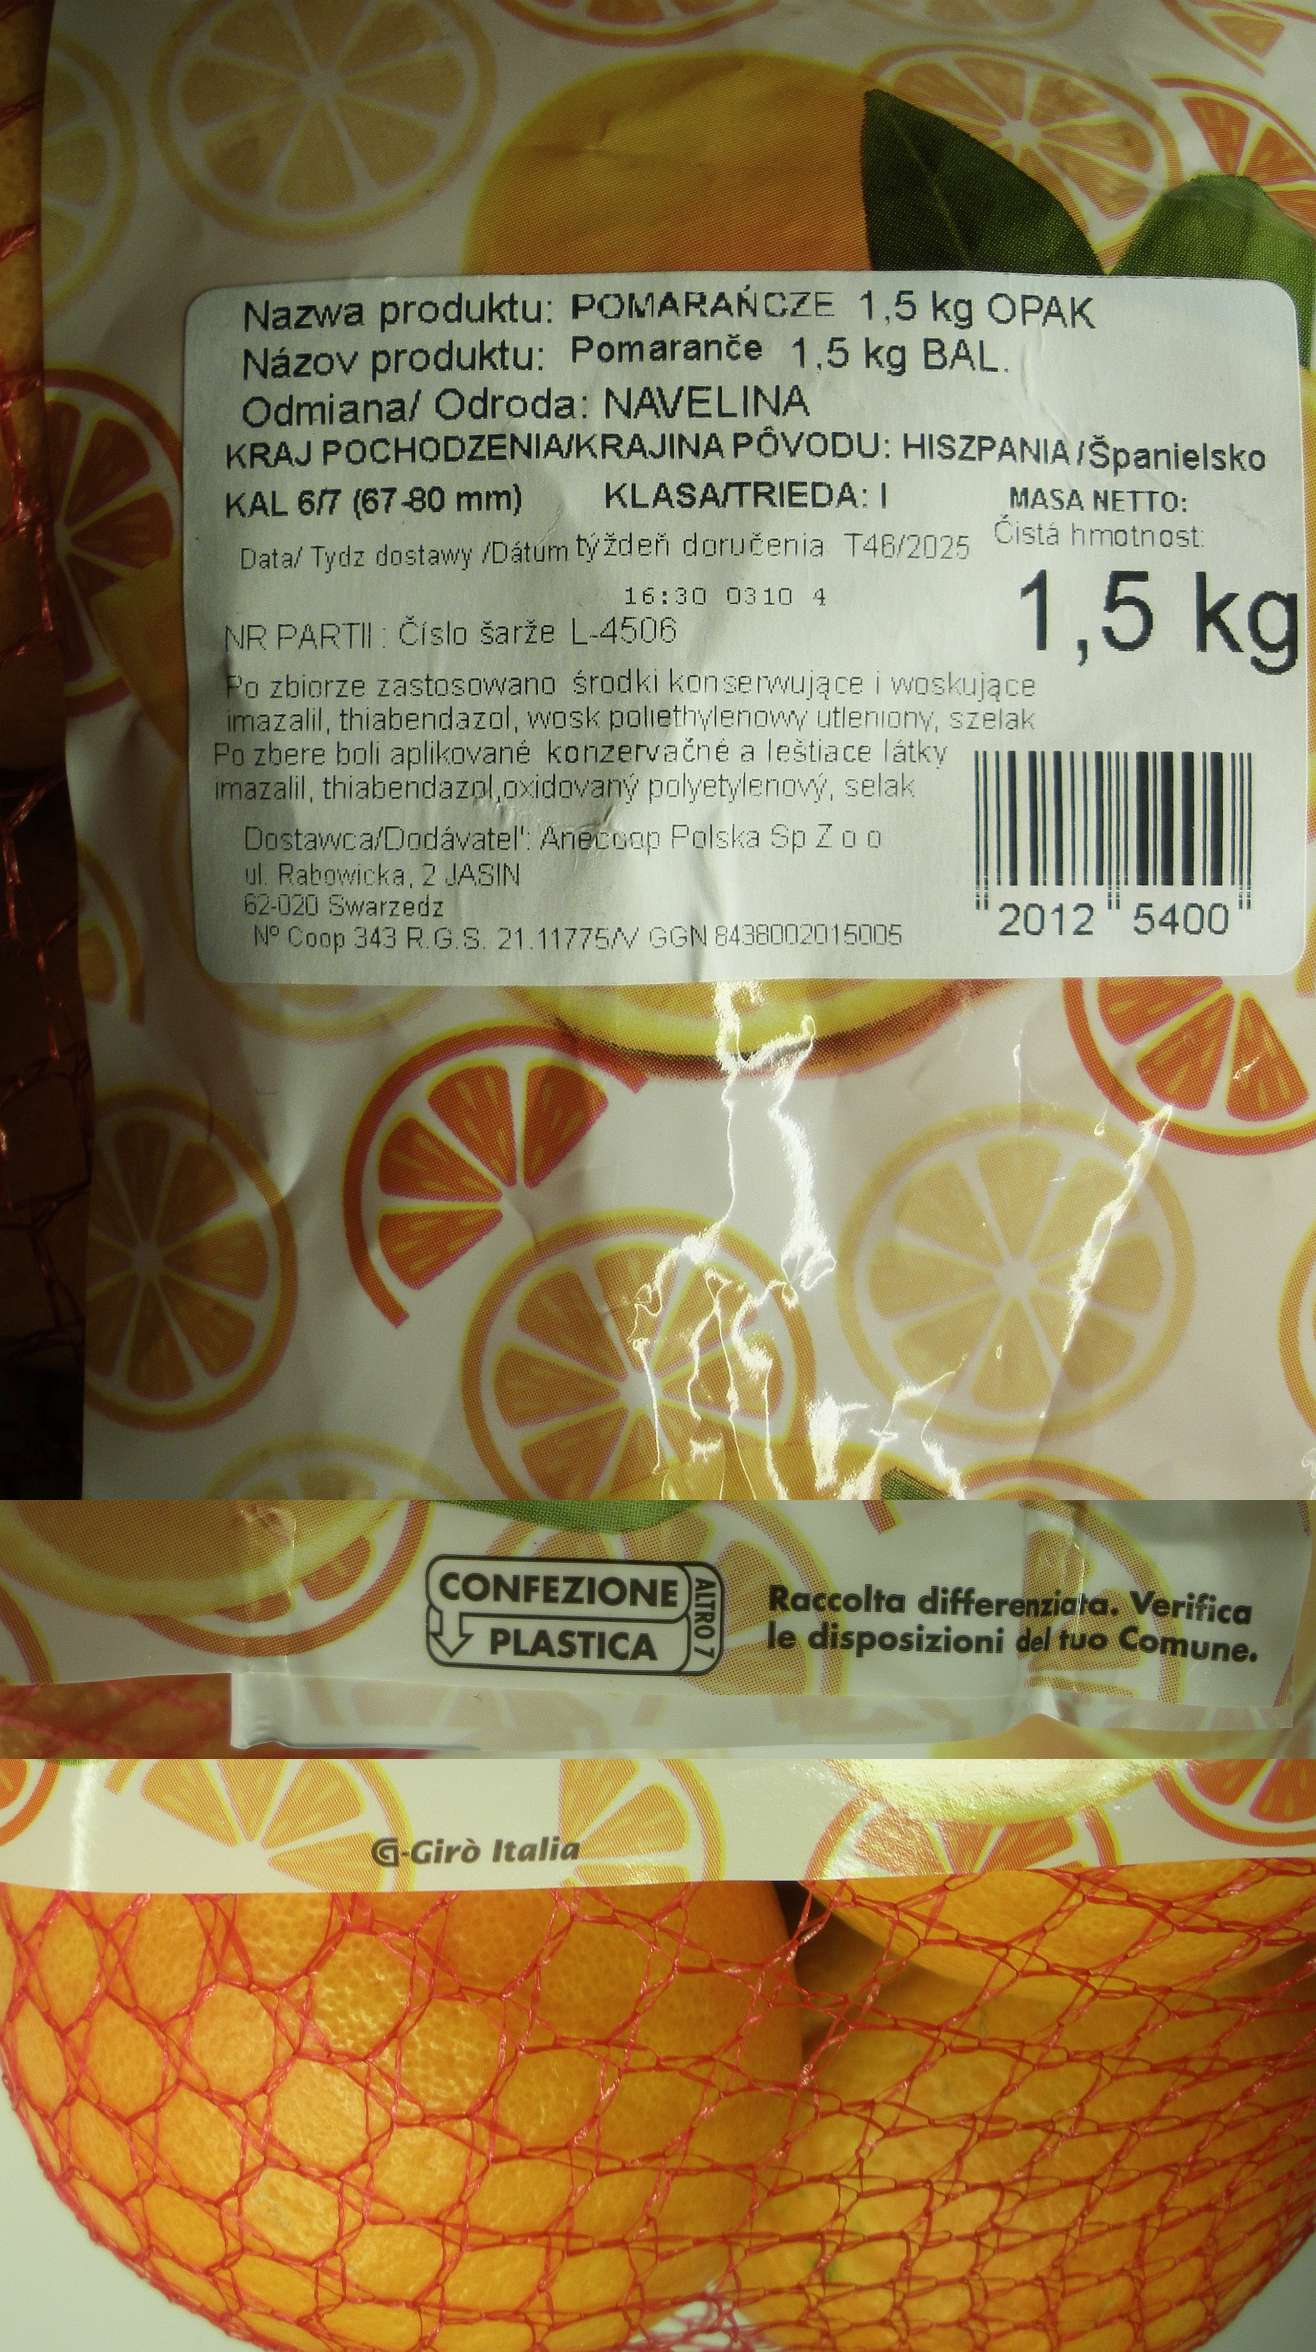 Nazwa produktu: POMARAŃCZE 1,5 kg OPAK
Názov produktu: Pomaranče 1,5 kg BAL.
Odmiana/ Odroda: NAVELINA
KRAJ POCHODZENIA/KRAJINA PÔVODU: HISZPANIA/Španielsko
KAL 6/7 (67-80 mm) KLASA/TRIEDA: I MASA NETTO:
Data/ Tydz dostawy /Dátum týždeň doručenia T46/2025 Čistá hmotnost:
16:30 0310 4
1,5 kg
NR PARTII : Číslo šarže L-4506
Po zbiorze zastosowano środki konserwujące i woskujące
imazalil, thiabendazol, wosk poliethylenowy utleniony, szelak
Po zbere boli aplikované konzervačné a leštiace látky
imazalil, thiabendazol,oxidovaný polyetylenový, selak
Dostawca/Dodávatel': Anecoop Polska Sp Z o o
ul. Rabowicka, 2 JASIN
62-020 Swarzedz
Nº Coop 343 R.G.S. 21.11775/V GGN 8438002015005
2012 5400
CONFEZIONE
PLASTICA
ALTRO 7
Raccolta differenziata. Verifica
le disposizioni del tuo Comune.
G-Girò Italia